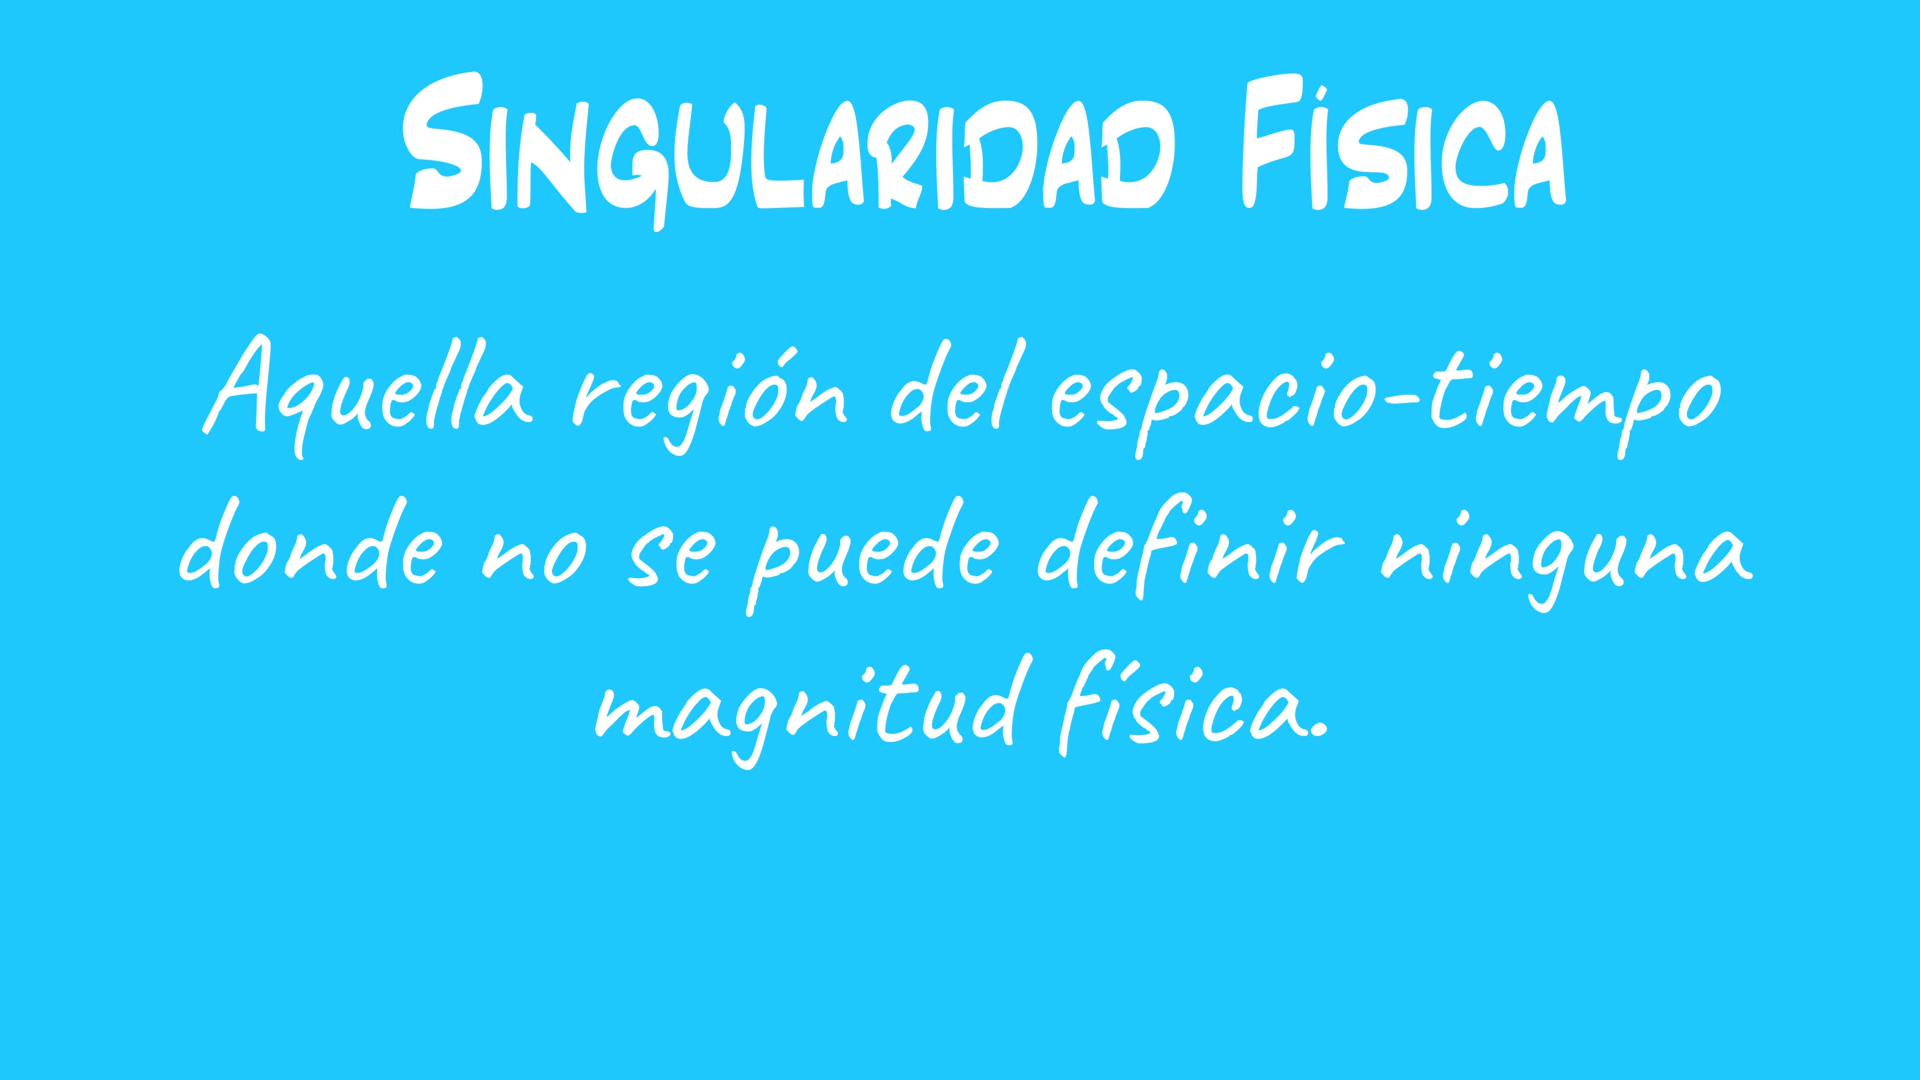 Singularidad Física
Aquella región del espacio-tiempo
donde no se puede definir ninguna
magnitud física.